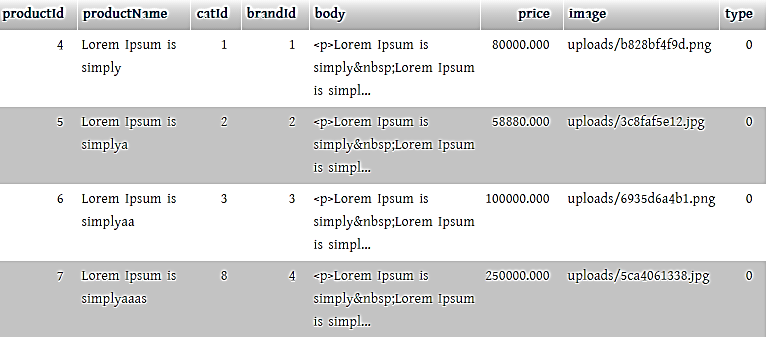 productId productName catId brandId body price image type
4 Lorem Ipsum is 1 1 <p>Lorem Ipsum is 80000.000 uploads/b828bf4f9d.png 0
simply simply&nbsp;Lorem Ipsum
is simpl...
5 Lorem Ipsum is 2 2 <p>Lorem Ipsum is 58880.000 uploads/3c8faf5e12.jpg 0
simplya simply&nbsp;Lorem Ipsum
is simpl...
6 Lorem Ipsum is 3 3 <p>Lorem Ipsum is 100000.000 uploads/6935d6a4b1.png 0
simplyaa simply&nbsp;Lorem Ipsum
is simpl...
7 Lorem Ipsum is 8 4 <p>Lorem Ipsum is 250000.000 uploads/5ca4061338.jpg 0
simplyaaas simply&nbsp;Lorem Ipsum
is simpl...